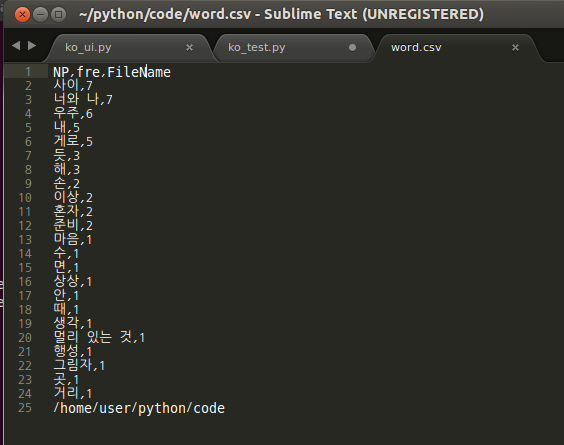 ~/python/code/word.csv - Sublime Text (UNREGISTERED)
ko_ui.py
ko_test.py
word.csv
1 NP,fre,FileName
2 사이,7
3 너와 나,7
4 우주,6
5 내,5
6 게로,5
7 듯,3
8 해,3
9 손,2
10 이상,2
11 혼자,2
12 준비,2
13 마음,1
14 수,1
15 면,1
16 상상,1
17 안,1
18 때,1
19 생각,1
20 멀리 있는 것,1
21 행성,1
22 그림자,1
23 곳,1
24 거리,1
25 /home/user/python/code